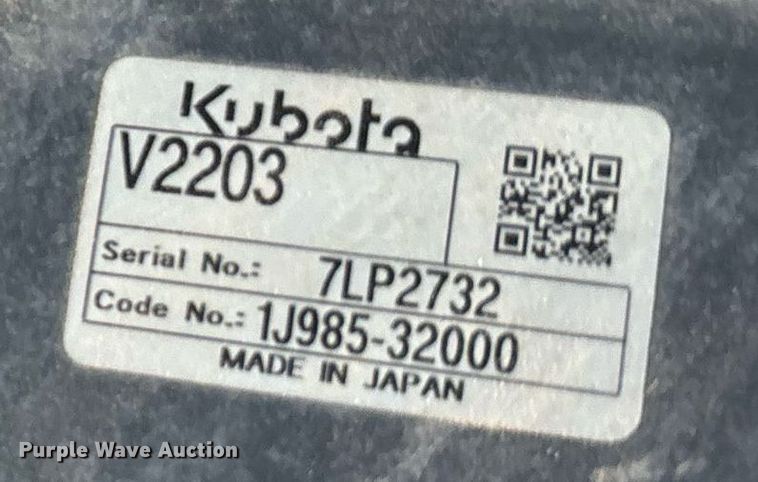 Kubota
V2203
Serial No.: 7LP2732
Code No.: 1J985-32000
MADE IN JAPAN
Purple Wave Auction